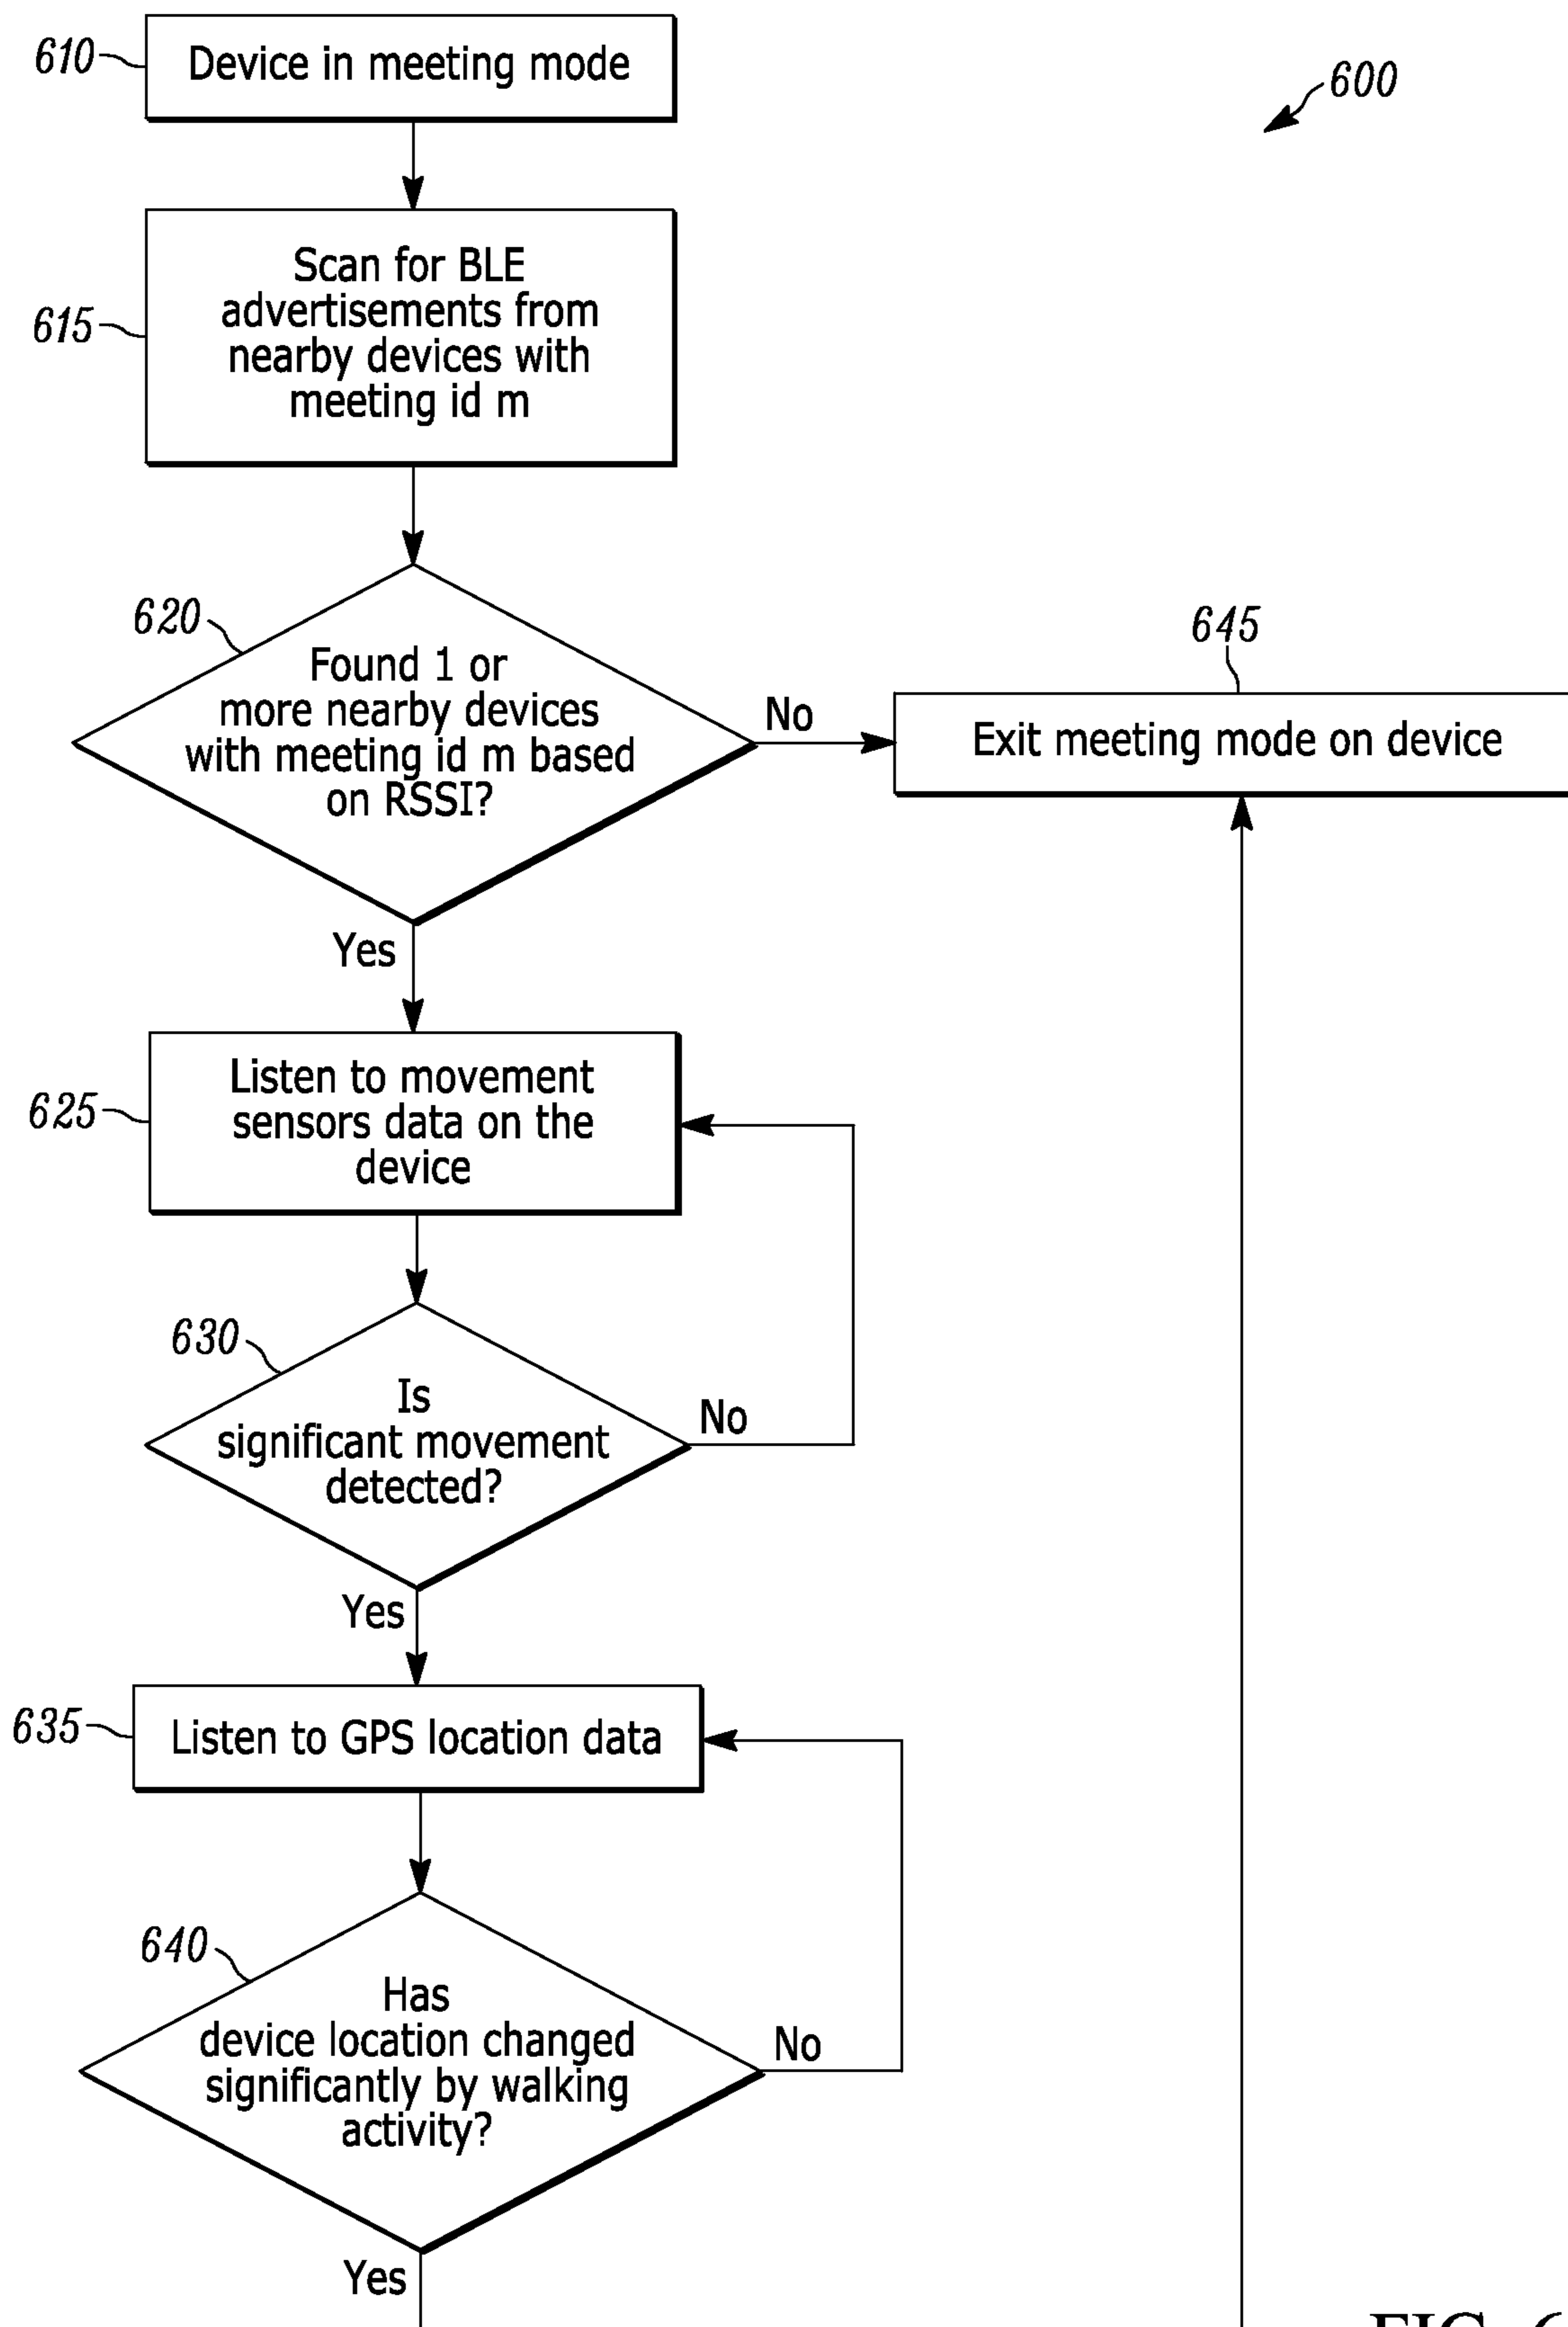 610
Device in meeting mode
600
615
Scan for BLE
advertisements from
nearby devices with
meeting id m
620
Found 1 or
more nearby devices
with meeting id m based
on RSSI?
No
645
Exit meeting mode on device
Yes
625
Listen to movement
sensors data on the
device
630
Is
significant movement
detected?
No
Yes
635
Listen to GPS location data
640
Has
device location changed
significantly by walking
activity?
No
Yes
FIG. 6